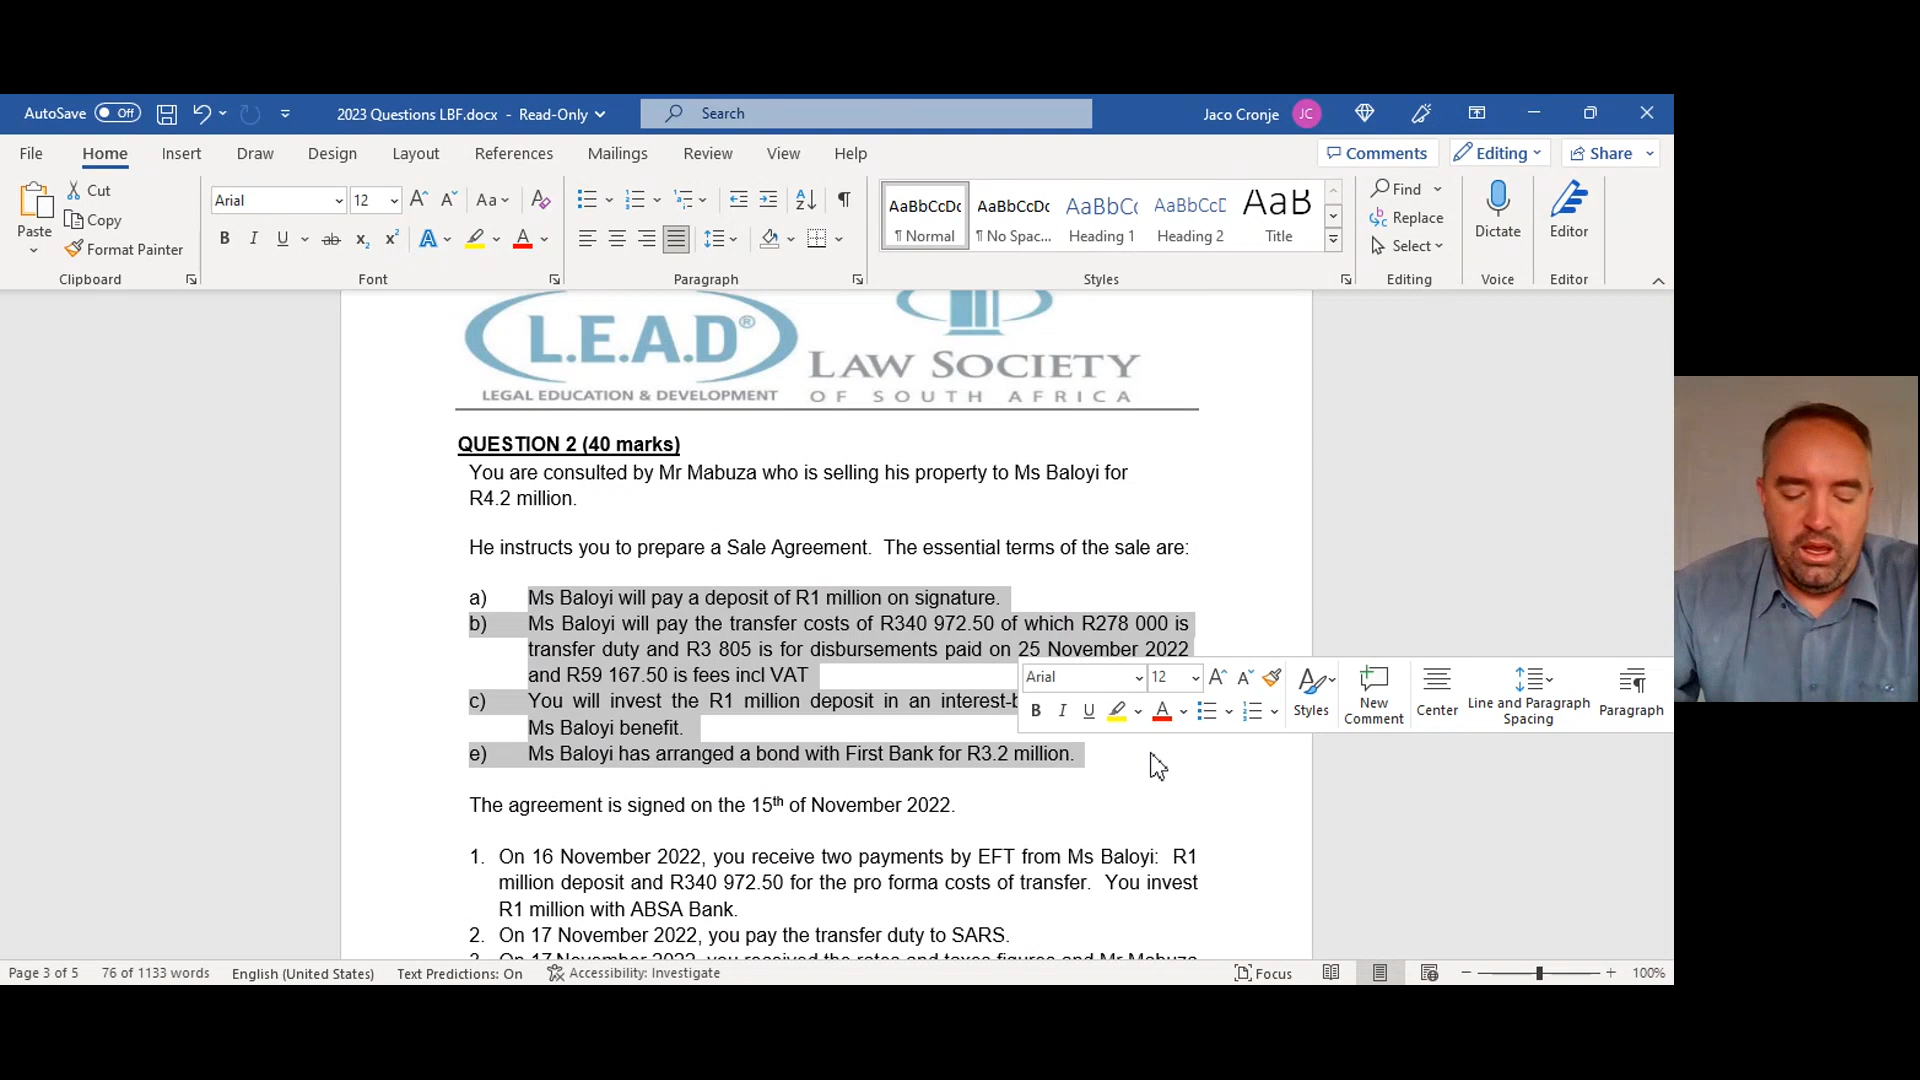 AutoSave Off 2023 Questions LBF.docx - Read-Only Search Jaco Cronje JC
File Home Insert Draw Design Layout References Mailings Review View Help Comments Editing Share
Paste Cut Copy Format Painter
Clipboard
Arial 12 Aa
B I U ab x₂ x² A A
Font
Paragraph
AaBbCcDc ¶ Normal
AaBbCcDc ¶ No Spac...
AaBbCc Heading 1
AaBbCcD Heading 2
AaB Title
Styles
Find Replace Select
Editing
Dictate
Voice
Editor
Editor
L.E.A.D®
LEGAL EDUCATION & DEVELOPMENT
LAW SOCIETY
OF SOUTH AFRICA
QUESTION 2 (40 marks)
You are consulted by Mr Mabuza who is selling his property to Ms Baloyi for
R4.2 million.
He instructs you to prepare a Sale Agreement. The essential terms of the sale are:
a) Ms Baloyi will pay a deposit of R1 million on signature.
b) Ms Baloyi will pay the transfer costs of R340 972.50 of which R278 000 is
transfer duty and R3 805 is for disbursements paid on 25 November 2022
and R59 167.50 is fees incl VAT
c) You will invest the R1 million deposit in an
Ms Baloyi benefit.
e) Ms Baloyi has arranged a bond with First Bank for R3.2 million.
Arial 12 A A
B I U A
Styles
New Comment
Center
Line and Paragraph Spacing
Paragraph
The agreement is signed on the 15th of November 2022.
1. On 16 November 2022, you receive two payments by EFT from Ms Baloyi: R1
million deposit and R340 972.50 for the pro forma costs of transfer. You invest
R1 million with ABSA Bank.
2. On 17 November 2022, you pay the transfer duty to SARS.
Page 3 of 5 76 of 1133 words English (United States) Text Predictions: On Accessibility: Investigate Focus 100%